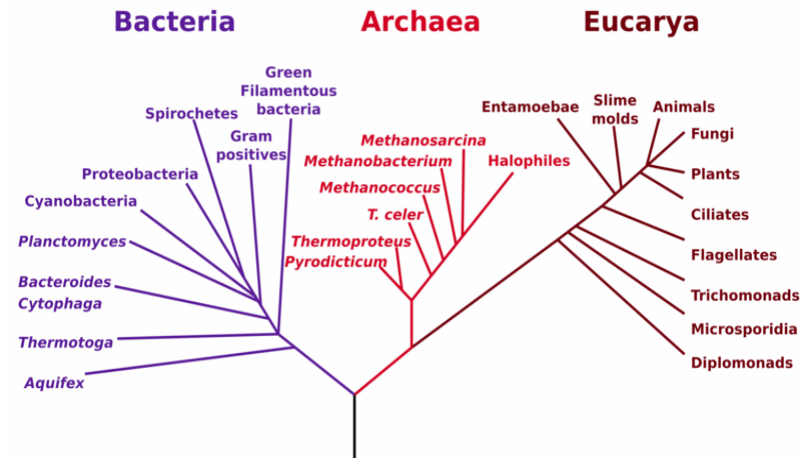 Bacteria
Archaea
Eucarya
Green
Filamentous
bacteria
Spirochetes
Gram
positives
Proteobacteria
Cyanobacteria
Planctomyces
Bacteroides
Cytophaga
Thermotoga
Aquifex
Methanosarcina
Methanobacterium
Halophiles
Methanococcus
T. celer
Thermoproteus
Pyrodicticum
Entamoebae
Slime
molds
Animals
Fungi
Plants
Ciliates
Flagellates
Trichomonads
Microsporidia
Diplomonads